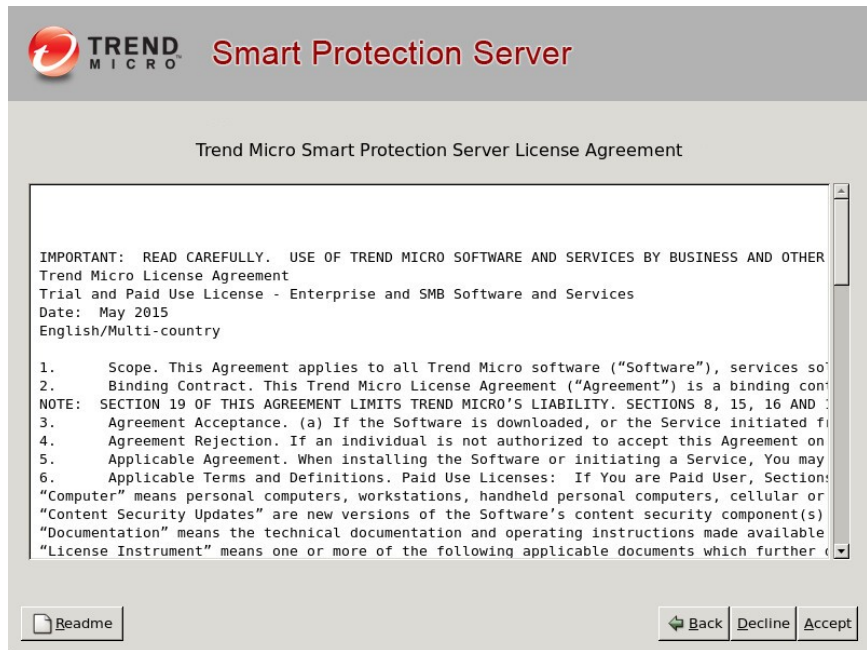 TREND MICRO™ Smart Protection Server
Trend Micro Smart Protection Server License Agreement
IMPORTANT:  READ CAREFULLY.  USE OF TREND MICRO SOFTWARE AND SERVICES BY BUSINESS AND OTHER
Trend Micro License Agreement
Trial and Paid Use License - Enterprise and SMB Software and Services
Date:  May 2015
English/Multi-country
1.      Scope. This Agreement applies to all Trend Micro software (“Software”), services
2.      Binding Contract. This Trend Micro License Agreement (“Agreement”) is a binding
NOTE:  SECTION 19 OF THIS AGREEMENT LIMITS TREND MICRO’S LIABILITY. SECTIONS 8, 15, 16 AND
3.      Agreement Acceptance. (a) If the Software is downloaded, or the Service initiated
4.      Agreement Rejection. If an individual is not authorized to accept this Agreement on
5.      Applicable Agreement. When installing the Software or initiating a Service, You may
6.      Applicable Terms and Definitions. Paid Use Licenses:  If You are Paid User,
“Computer” means personal computers, workstations, handheld personal computers, cellular or
“Content Security Updates” are new versions of the Software’s content security component(s)
“Documentation” means the technical documentation and operating instructions made available
“License Instrument” means one or more of the following applicable documents which further
Readme
Back Decline Accept